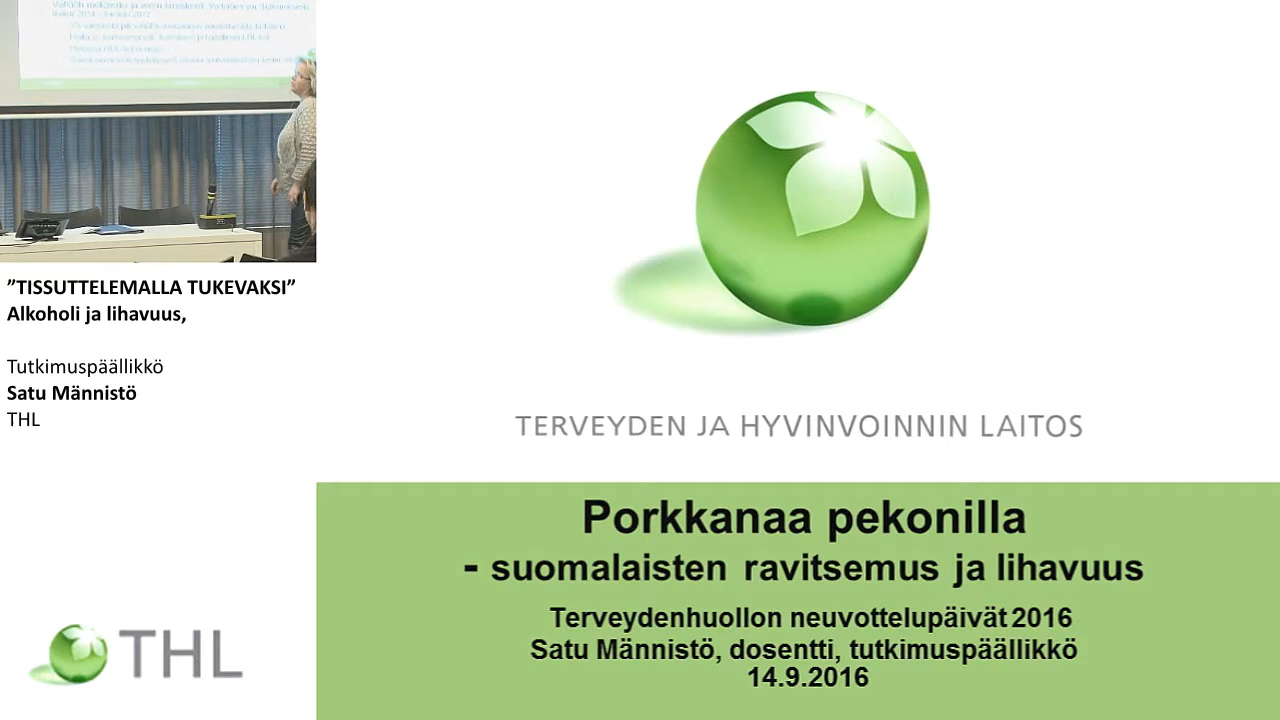 ”TISSUTTELEMALLA TUKEVAKSI”
Alkoholi ja lihavuus,
Tutkimuspäällikkö
Satu Männistö
THL
THL
TERVEYDEN JA HYVINVOINNIN LAITOS
Porkkanaa pekonilla
- suomalaisten ravitsemus ja lihavuus
Terveydenhuollon neuvottelupäivät 2016
Satu Männistö, dosentti, tutkimuspäällikkö
14.9.2016